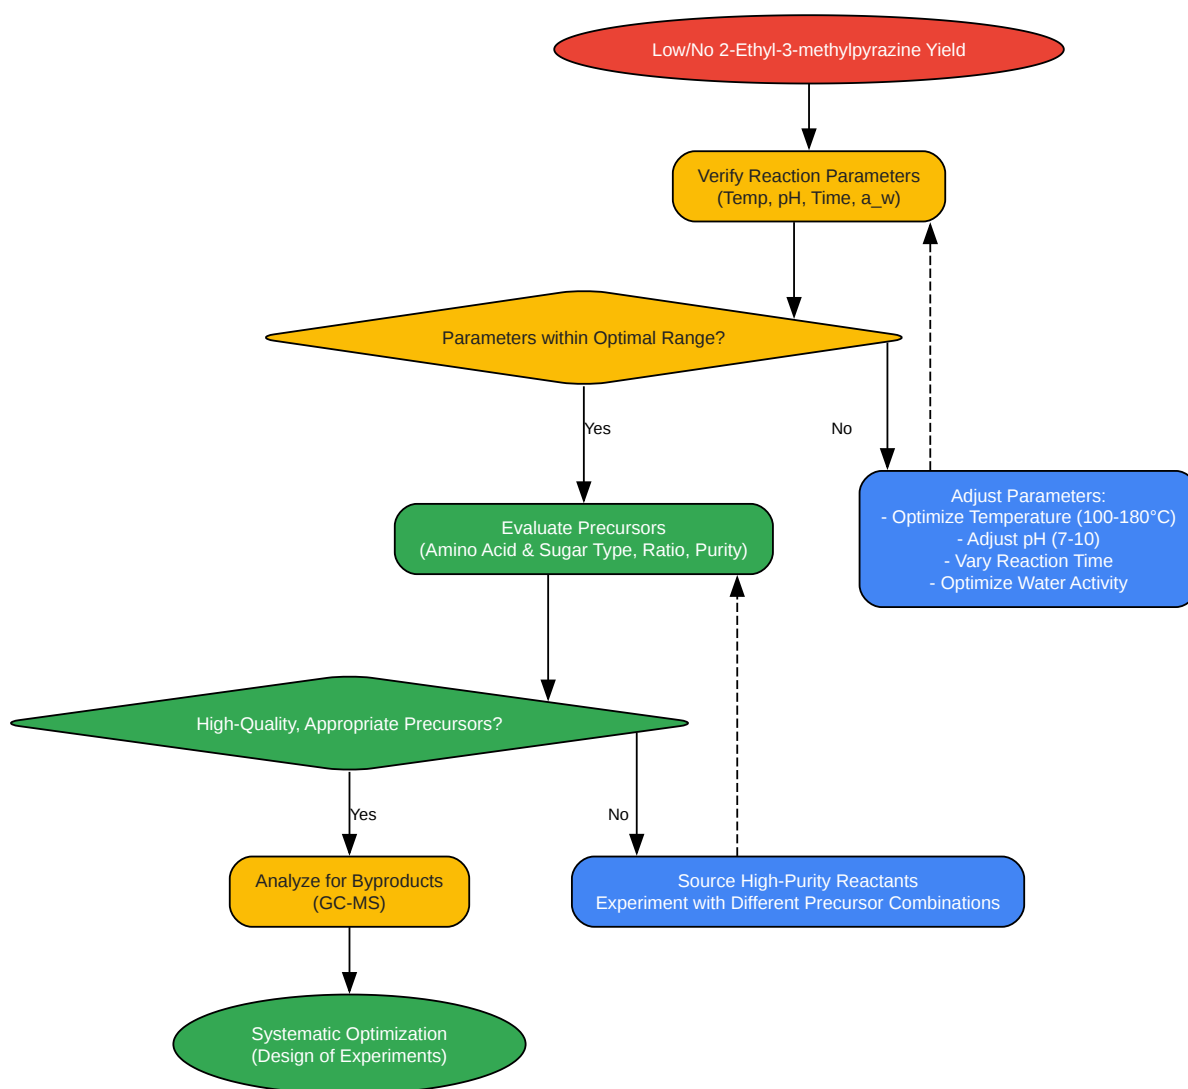 Low/No 2-Ethyl-3-methylpyrazine Yield
Verify Reaction Parameters
(Temp, pH, Time, a_w)
Parameters within Optimal Range?
Yes
No
Adjust Parameters:
- Optimize Temperature (100-180°C)
- Adjust pH (7-10)
- Vary Reaction Time
- Optimize Water Activity
Evaluate Precursors
(Amino Acid & Sugar Type, Ratio, Purity)
High-Quality, Appropriate Precursors?
Yes
No
Analyze for Byproducts
(GC-MS)
Source High-Purity Reactants
Experiment with Different Precursor Combinations
Systematic Optimization
(Design of Experiments)